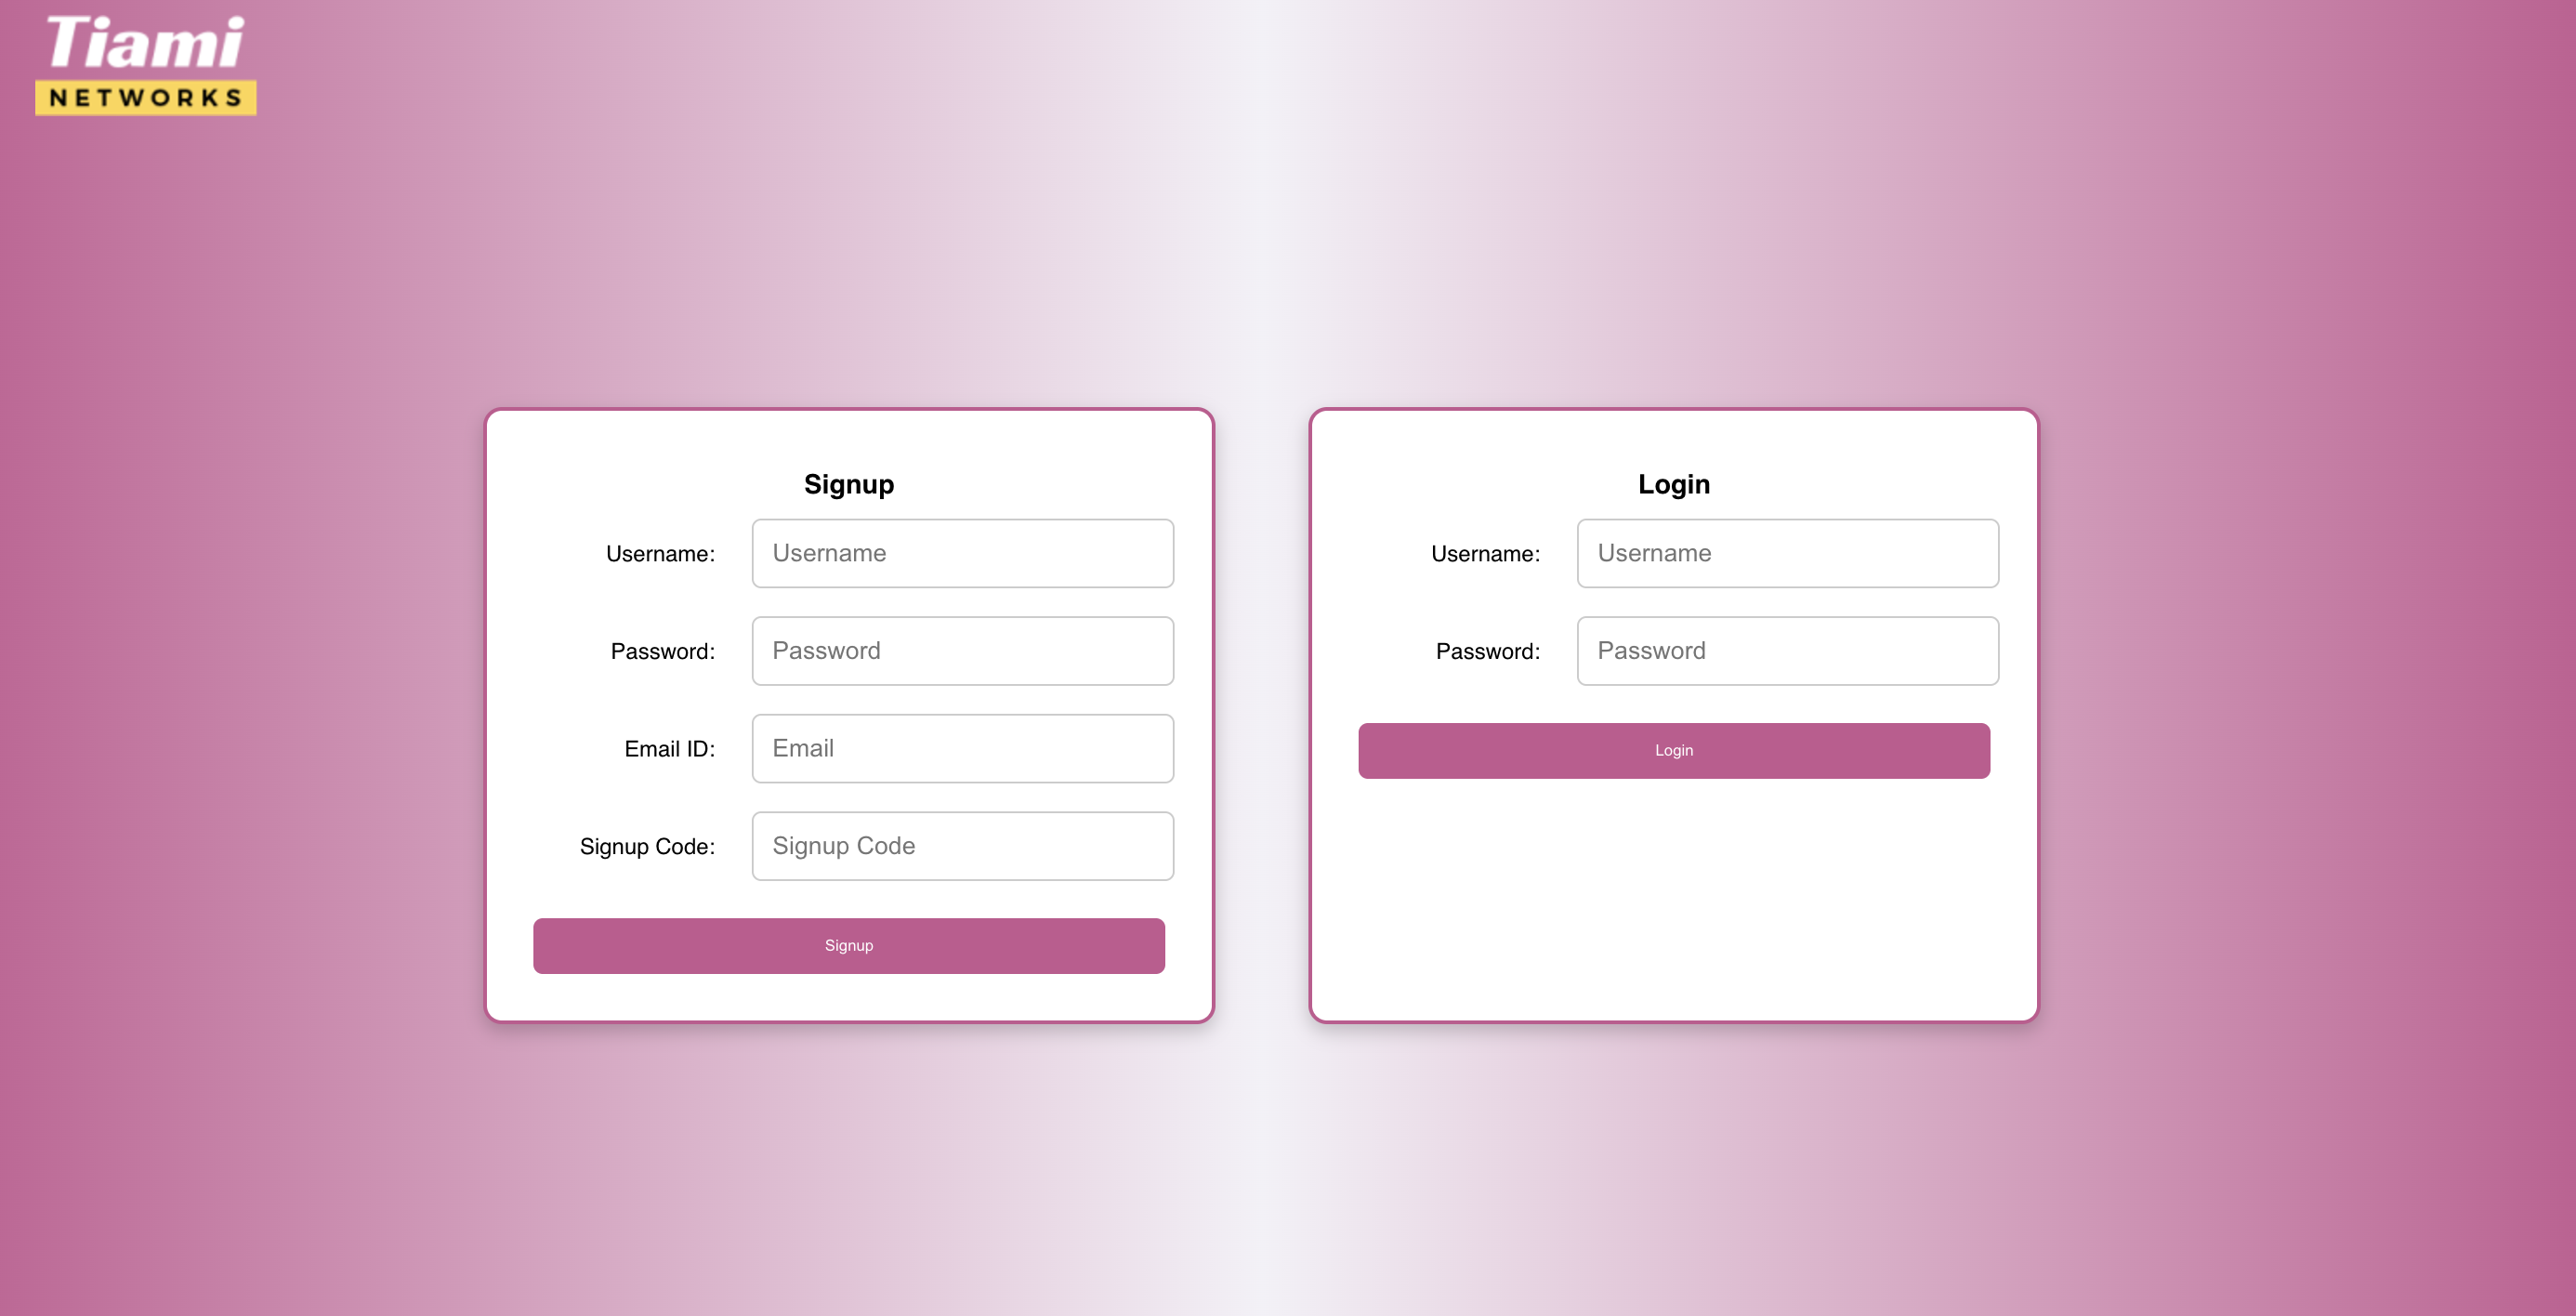 Tiami
NETWORKS
Signup
Username: Username
Password: Password
Email ID: Email
Signup Code: Signup Code
Signup
Login
Username: Username
Password: Password
Login